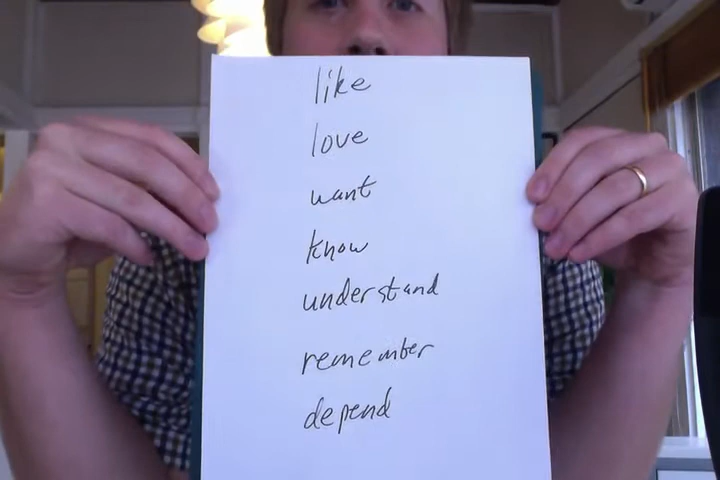 like
love
want
know
understand
remember
depend